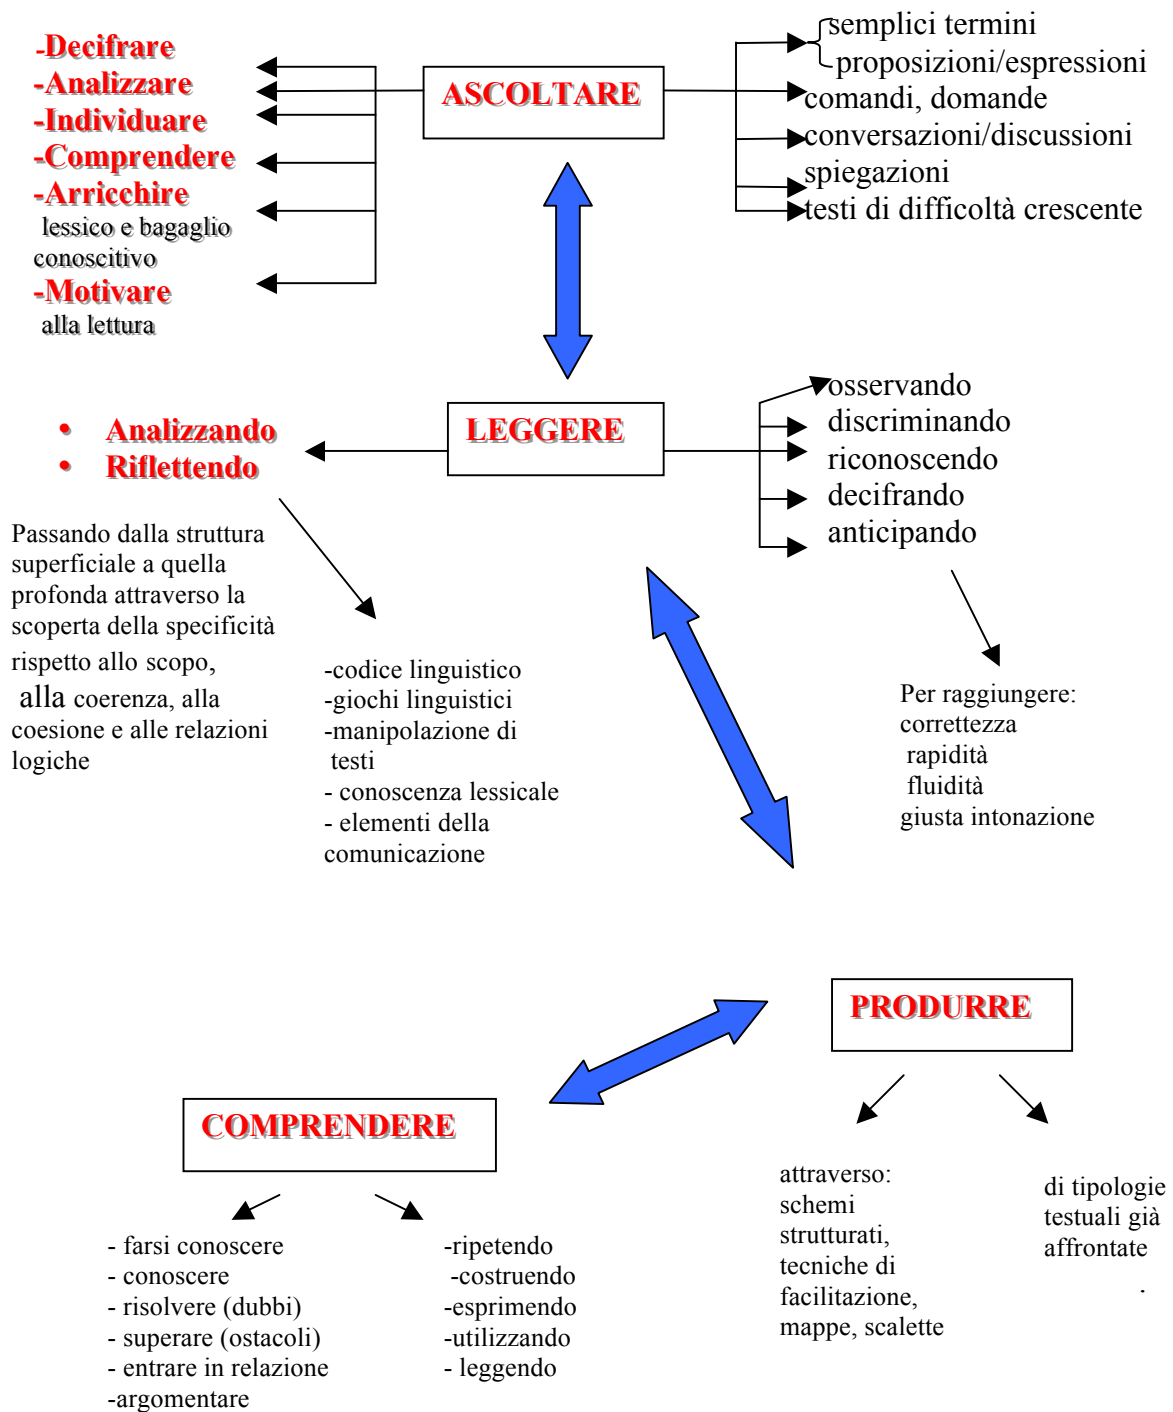 -Decifrare
-Analizzare
-Individuare
-Comprendere
-Arricchire
lessico e bagaglio
conoscitivo
-Motivare
alla lettura
ASCOLTARE
semplici termini
proposizioni/espressioni
comandi, domande
conversazioni/discussioni
spiegazioni
testi di difficoltà crescente
• Analizzando
• Riflettendo
LEGGERE
osservando
discriminando
riconoscendo
decifrando
anticipando
Passando dalla struttura
superficiale a quella
profonda attraverso la
scoperta della specificità
rispetto allo scopo,
alla coerenza, alla
coesione e alle relazioni
logiche
-codice linguistico
-giochi linguistici
-manipolazione di
testi
- conoscenza lessicale
- elementi della
comunicazione
Per raggiungere:
correttezza
rapidità
fluidità
giusta intonazione
PRODURRE
attraverso:
schemi
strutturati,
tecniche di
facilitazione,
mappe, scalette
di tipologie
testuali già
affrontate
.
COMPRENDERE
- farsi conoscere
- conoscere
- risolvere (dubbi)
- superare (ostacoli)
- entrare in relazione
-argomentare
-ripetendo
-costruendo
-esprimendo
-utilizzando
- leggendo